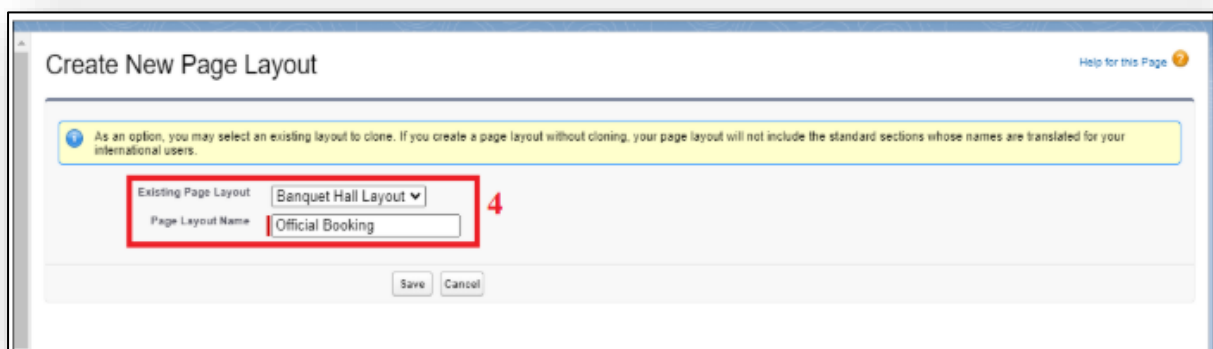 Create New Page Layout
Help for this Page ?
As an option, you may select an existing layout to clone. If you create a page layout without cloning, your page layout will not include the standard sections whose names are translated for your
international users.
Existing Page Layout Banquet Hall Layout
Page Layout Name Official Booking
4
Save Cancel